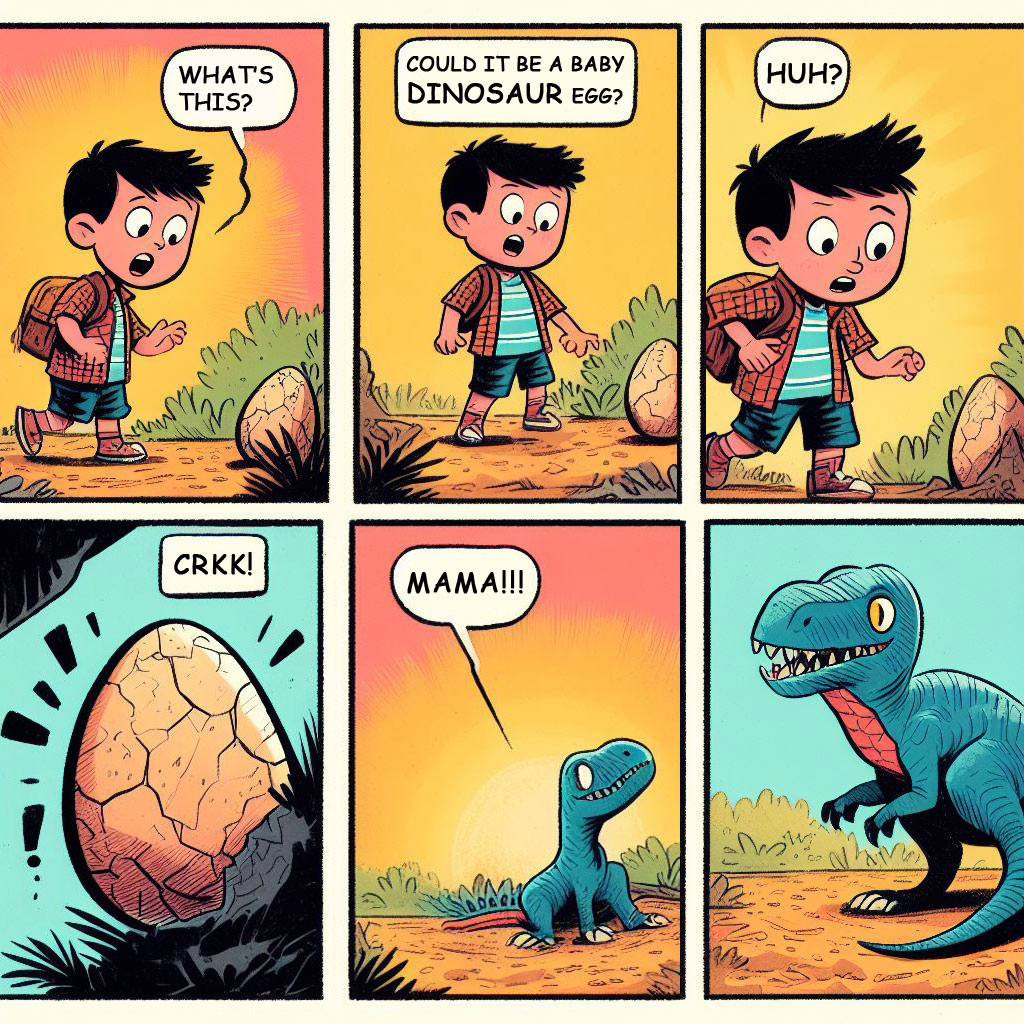 WHAT'S
THIS?
COULD IT BE A BABY
DINOSAUR EGG?
HUH?
CRKK!
MAMA!!!